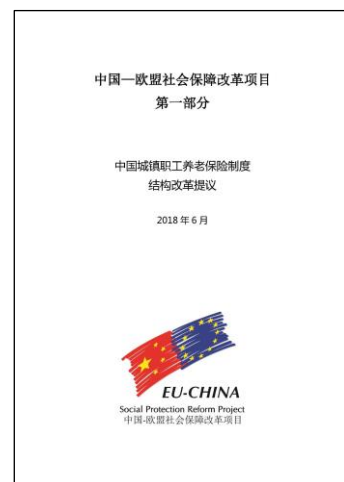 中国—欧盟社会保障改革项目
第一部分
中国城镇职工养老保险制度
结构改革提议
2018 年 6 月
EU-CHINA
Social Protection Reform Project
中国-欧盟社会保障改革项目